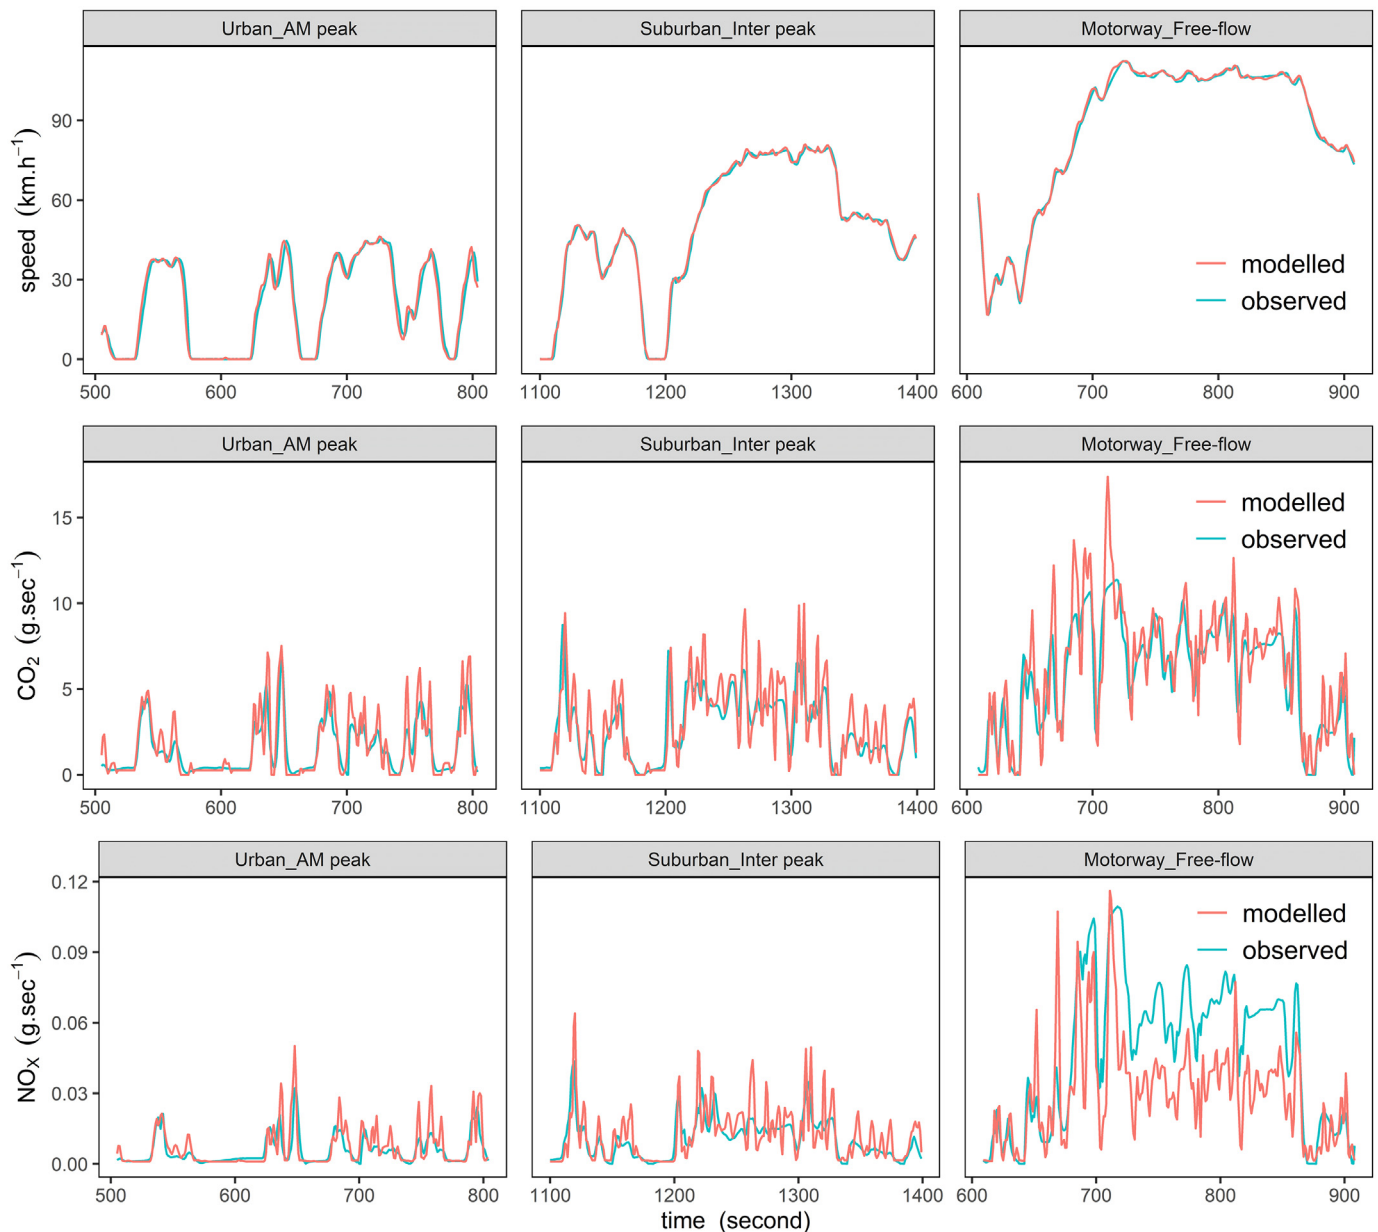 Urban_AM peak
Suburban_Inter peak
Motorway_Free-flow
speed (km.h⁻¹)
90
60
30
0
modelled
observed
500 600 700 800
1100 1200 1300 1400
600 700 800 900
Urban_AM peak
Suburban_Inter peak
Motorway_Free-flow
CO₂ (g.sec⁻¹)
15
10
5
0
modelled
observed
500 600 700 800
1100 1200 1300 1400
600 700 800 900
Urban_AM peak
Suburban_Inter peak
Motorway_Free-flow
NOX (g.sec⁻¹)
0.12
0.09
0.06
0.03
0.00
modelled
observed
500 600 700 800
1100 1200 1300 1400
600 700 800 900
time (second)